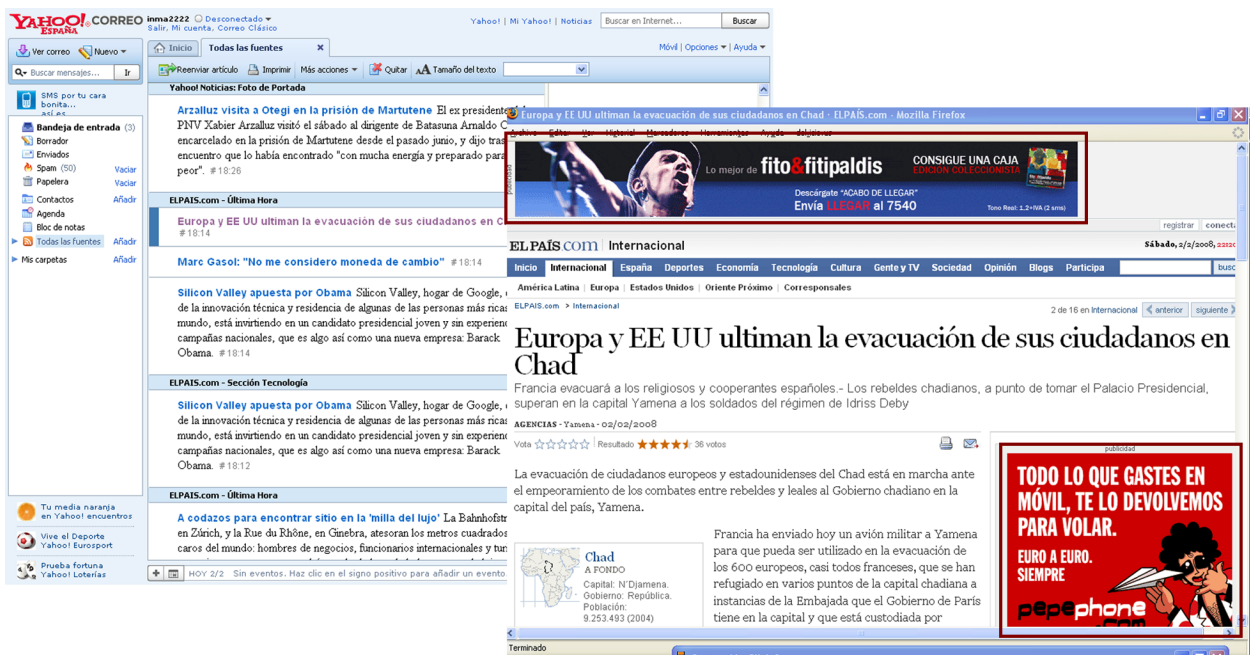 YAHOO! CORREO
ESPAÑA
inma2222 Desconectado
Salir, Mi cuenta, Correo Clásico
Yahoo! | Mi Yahoo! | Noticias
Buscar en Internet...
Buscar
Ver correo
Nuevo
Buscar mensajes...
Ir
SMS por tu cara
bonita...
así es
Bandeja de entrada (3)
Borrador
Enviados
Spam (50) Vaciar
Papelera Vaciar
Contactos Añadir
Agenda
Bloc de notas
Todas las fuentes Añadir
Mis carpetas Añadir
Tu media naranja
en Yahoo! encuentros
Vive el Deporte
Yahoo! Eurosport
Prueba fortuna
Yahoo! Loterías
Inicio
Todas las fuentes x
Móvil | Opciones | Ayuda
Reenviar artículo
Imprimir
Más acciones
Quitar
AA Tamaño del texto
Yahoo! Noticias: Foto de Portada
Arzalluz visita a Otegi en la prisión de Martutene El ex presidente
PNV Xabier Arzalluz visitó el sábado al dirigente de Batasuna Arnaldo
encarcelado en la prisión de Martutene desde el pasado junio, y dijo tras
encuentro que lo había encontrado "con mucha energía y preparado para
peor". #18:26
ELPAIS.com - Última Hora
Europa y EE UU ultiman la evacuación de sus ciudadanos en C
#18:14
Marc Gasol: "No me considero moneda de cambio" #18:14
Silicon Valley apuesta por Obama Silicon Valley, hogar de Google,
de la innovación técnica y residencia de algunas de las personas más ricas
mundo, está invirtiendo en un candidato presidencial joven y sin experien
campañas nacionales, que es algo así como una nueva empresa: Barack
Obama. #18:14
ELPAIS.com - Sección Tecnología
Silicon Valley apuesta por Obama Silicon Valley, hogar de Google,
de la innovación técnica y residencia de algunas de las personas más ricas
mundo, está invirtiendo en un candidato presidencial joven y sin experien
campañas nacionales, que es algo así como una nueva empresa: Barack
Obama. #18:12
ELPAIS.com - Última Hora
A codazos para encontrar sitio en la 'milla del lujo' La Bahnhofstr
en Zúrich, y la Rue du Rhône, en Ginebra, atesoran los metros cuadrados
caros del mundo: hombres de negocios, funcionarios internacionales y tur
HOY 2/2 Sin eventos. Haz clic en el signo positivo para añadir un evento.
Europa y EE UU ultiman la evacuación de sus ciudadanos en Chad · ELPAÍS.com - Mozilla Firefox
Archivo Editar Ver Historial Marcadores Herramientas Ayuda del.icio.us
publicidad
Lo mejor de fito&fitipaldis
CONSIGUE UNA CAJA
EDICIÓN COLECCIONISTA
Descárgate "ACABO DE LLEGAR"
Envía LLEGAR al 7540
Tono Real: 1,2+IVA (2 sms)
registrar
ELPAÍS.COM Internacional
Sábado, 2/2/2008,
Inicio Internacional España Deportes Economía Tecnología Cultura Gente y TV Sociedad Opinión Blogs Participa
América Latina | Europa | Estados Unidos | Oriente Próximo | Corresponsales
ELPAIS.com > Internacional
2 de 16 en Internacional anterior siguiente
Europa y EE UU ultiman la evacuación de sus ciudadanos en
Chad
Francia evacuará a los religiosos y cooperantes españoles.- Los rebeldes chadianos, a punto de tomar el Palacio Presidencial,
superan en la capital Yamena a los soldados del régimen de Idriss Deby
AGENCIAS - Yamena - 02/02/2008
Vota Resultado 36 votos
La evacuación de ciudadanos europeos y estadounidenses del Chad está en marcha ante
el empeoramiento de los combates entre rebeldes y leales al Gobierno chadiano en la
capital del país, Yamena.
Chad
A FONDO
Capital: N'Djamena.
Gobierno: República.
Población:
9.253.493 (2004)
Francia ha enviado hoy un avión militar a Yamena
para que pueda ser utilizado en la evacuación de
los 600 europeos, casi todos franceses, que se han
refugiado en varios puntos de la capital chadiana a
instancias de la Embajada que el Gobierno de París
tiene en la capital y que está custodiada por
publicidad
TODO LO QUE GASTES EN
MÓVIL, TE LO DEVOLVEMOS
PARA VOLAR.
EURO A EURO.
SIEMPRE
pepephone
.com
Terminado